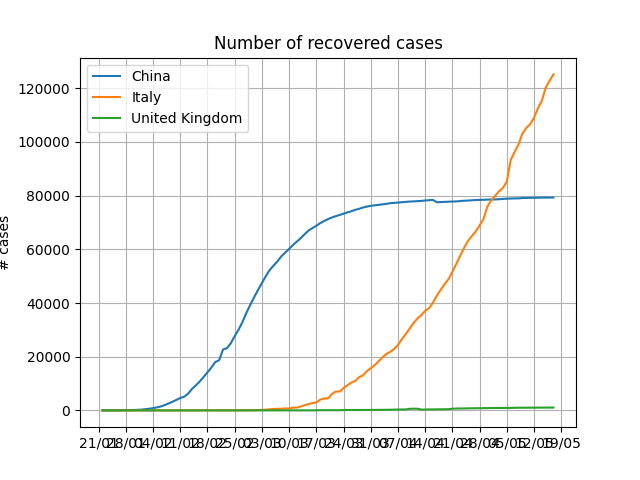 Number of recovered cases
China
Italy
United Kingdom
120000
100000
80000
60000
40000
20000
0
# cases
21/01 28/01 04/02 11/02 18/02 25/02 03/03 10/03 17/03 24/03 31/03 07/04 14/04 21/04 28/04 05/05 12/05 19/05